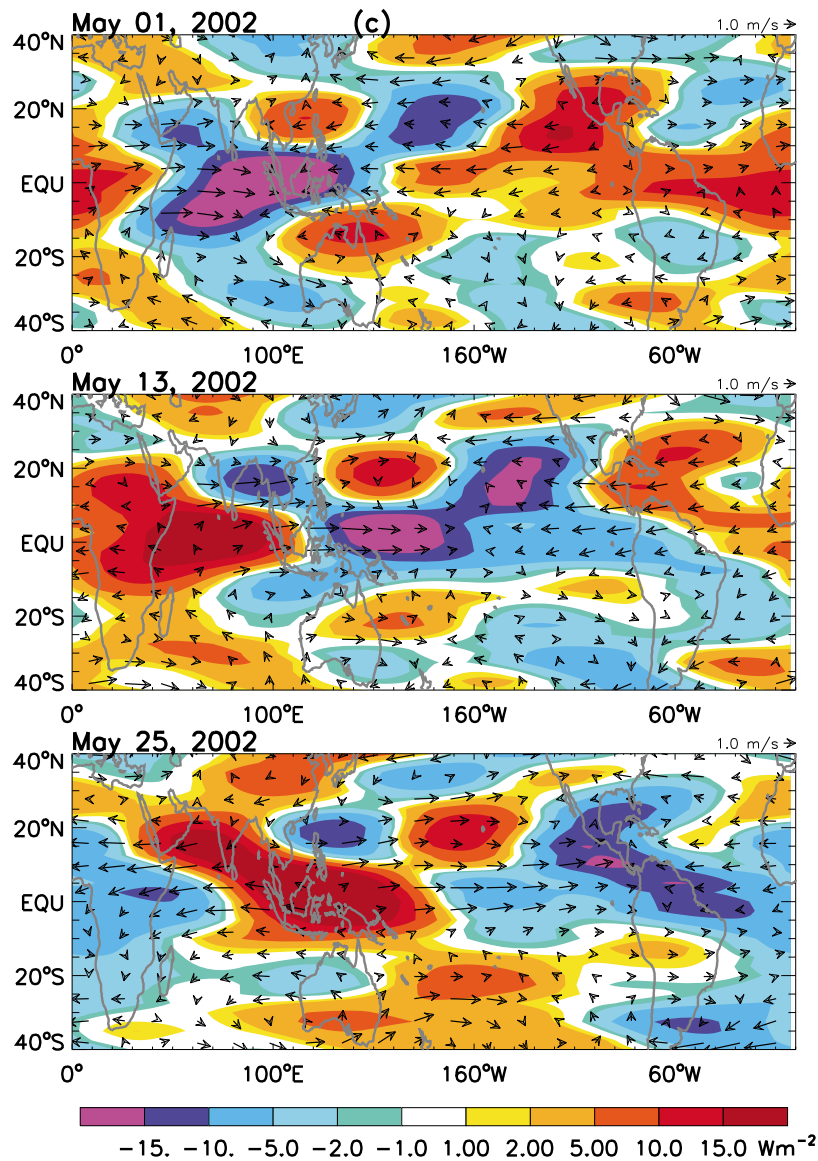 May 01, 2002 (c) 1.0 m/s
40°N
20°N
EQU
20°S
40°S
0° 100°E 160°W 60°W
May 13, 2002 1.0 m/s
40°N
20°N
EQU
20°S
40°S
0° 100°E 160°W 60°W
May 25, 2002 1.0 m/s
40°N
20°N
EQU
20°S
40°S
0° 100°E 160°W 60°W
-15. -10. -5.0 -2.0 -1.0 1.00 2.00 5.00 10.0 15.0 Wm⁻²